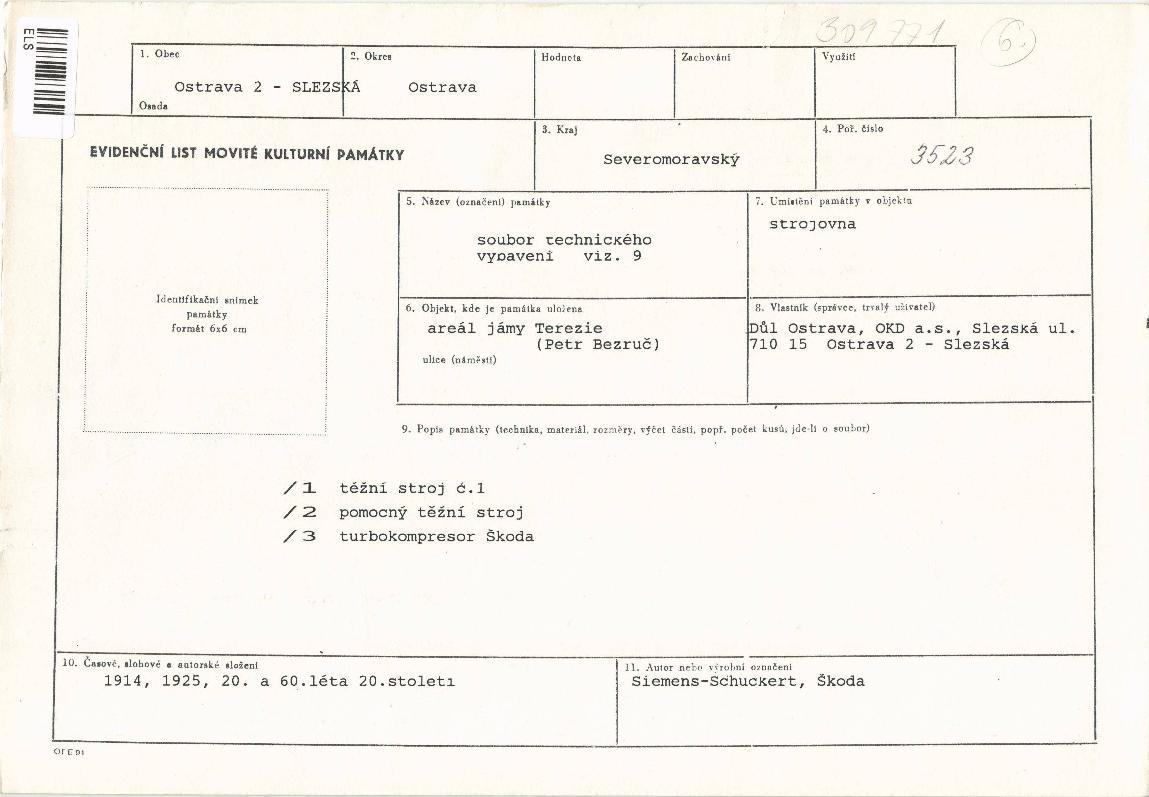 309771
6.
ELS
1. Obec
2. Okres
Hodnota
Zachování
Využití
Ostrava 2 - SLEZSKÁ
Ostrava
Osada
EVIDENČNÍ LIST MOVITÉ KULTURNÍ PAMÁTKY
3. Kraj
Severomoravský
4. Poř. číslo
3523
Identifikační snímek
památky
formát 6x6 cm
5. Název (označení) památky
soubor technického
vybavení viz. 9
7. Umístění památky v objektu
strojovna
6. Objekt, kde je památka uložena
areál jámy Terezie
(Petr Bezruč)
ulice (náměstí)
8. Vlastník (správce, trvalý uživatel)
Důl Ostrava, OKD a.s., Slezská ul.
710 15 Ostrava 2 - Slezská
9. Popis památky (technika, materiál, rozměry, výčet částí, popř. počet kusů, jde-li o soubor)
/1 těžní stroj č.1
/2 pomocný těžní stroj
/3 turbokompresor Škoda
10. Časové, slohové a autorské složení
1914, 1925, 20. a 60.léta 20.století
11. Autor nebo výrobní označení
Siemens-Schuckert, Škoda